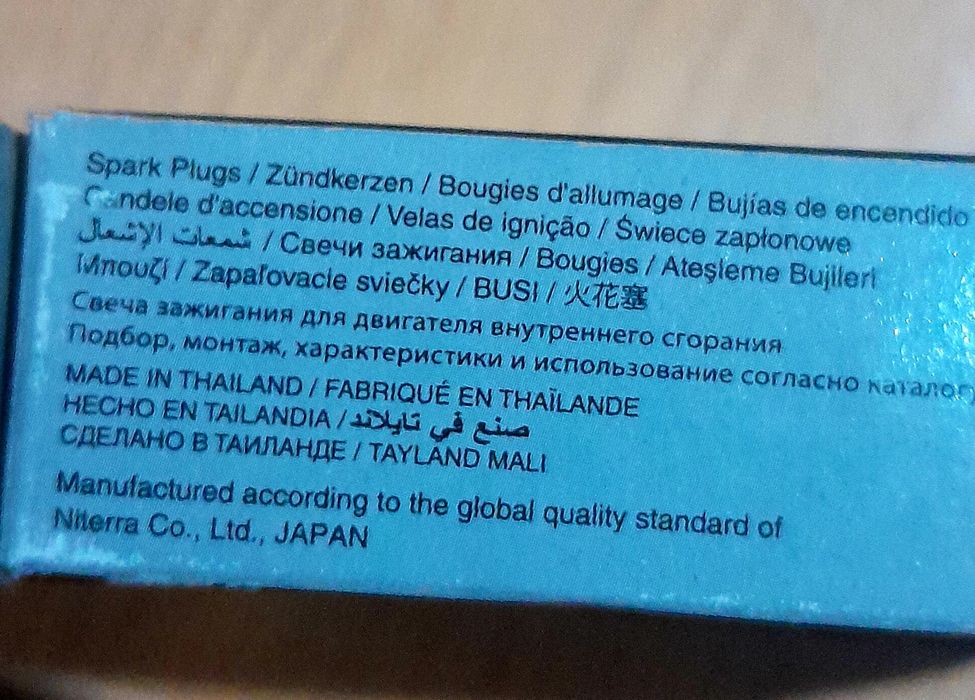 Spark Plugs / Zündkerzen / Bougies d'allumage / Bujías de encendido
Candele d'accensione / Velas de ignição / Świece zapłonowe
شمعات الإشعال / Свечи зажигания / Bougies / Ateşleme Bujileri
Μπουζί / Zapaľovacie sviečky / BUSI / 火花塞
Свеча зажигания для двигателя внутреннего сгорания
Подбор, монтаж, характеристики и использование согласно
MADE IN THAILAND / FABRIQUÉ EN THAÏLANDE
HECHO EN TAILANDIA / صنع في تايلاند
СДЕЛАНО В ТАИЛАНДЕ / TAYLAND MALI
Manufactured according to the global quality standard of
Niterra Co., Ltd., JAPAN